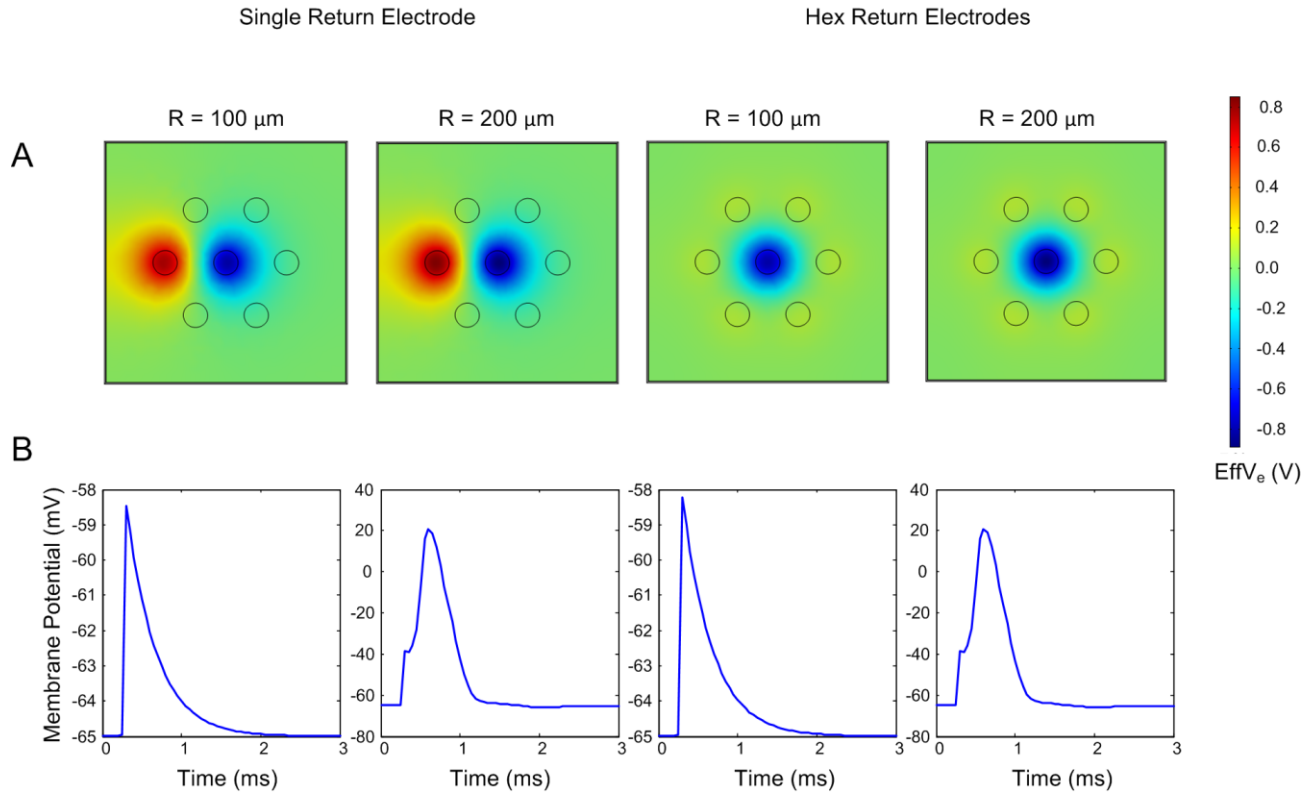 Single Return Electrode
Hex Return Electrodes
R = 100 μm
R = 200 μm
R = 100 μm
R = 200 μm
A
0.8
0.6
0.4
0.2
0.0
-0.2
-0.4
-0.6
-0.8
EffVₑ (V)
B
Membrane Potential (mV)
-58
-59
-60
-61
-62
-63
-64
-65
0 1 2 3
Time (ms)
40
20
0
-20
-40
-60
-80
0 1 2 3
Time (ms)
-58
-59
-60
-61
-62
-63
-64
-65
0 1 2 3
Time (ms)
40
20
0
-20
-40
-60
-80
0 1 2 3
Time (ms)